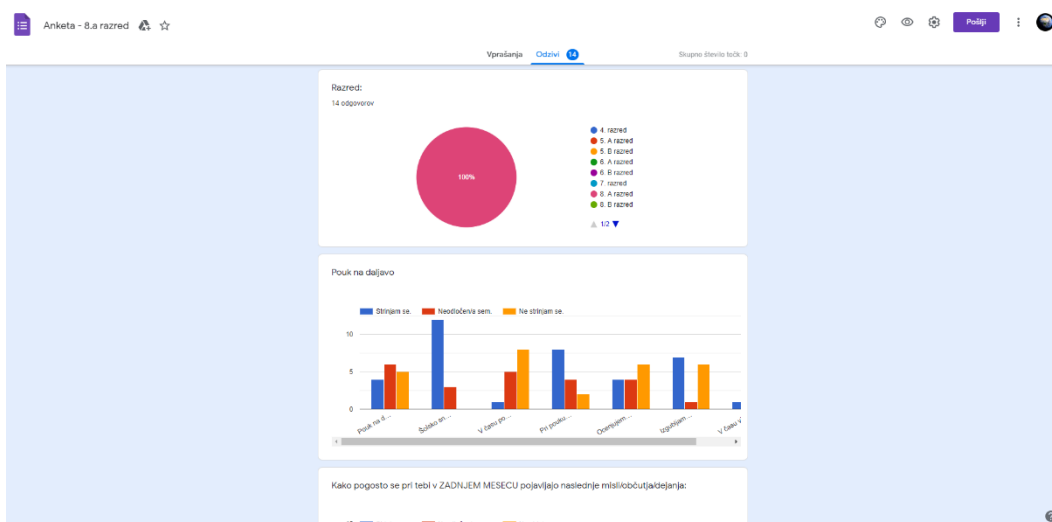 Anketa - 8.a razred
Pošlji
Vprašanja Odzivi 14
Skupno število točk: 0
Razred:
14 odgovorov
100%
4. razred
5. A razred
5. B razred
6. A razred
6. B razred
7. razred
8. A razred
8. B razred
1/2
Pouk na daljavo
Strinjam se. Neodločen/a sem. Ne strinjam se.
10
5
0
Pouk na d... Šolsko sn... V času po... Pri pouku... Ocenjujem... Izgubljam... V času v
Kako pogosto se pri tebi v ZADNJEM MESECU pojavljajo naslednje misli/občutja/dejanja: